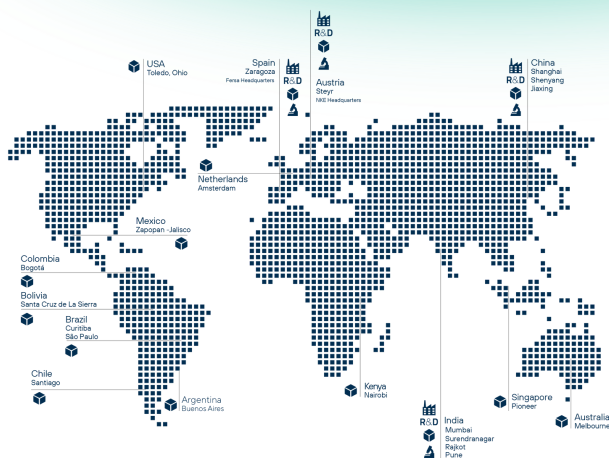 R&D
USA
Toledo, Ohio
Spain
Zaragoza
Fersa Headquarters
R&D
Austria
Steyr
NKE Headquarters
R&D
China
Shanghai
Shenyang
Jiaxing
Netherlands
Amsterdam
Mexico
Zapopan -Jalisco
Colombia
Bogotá
Bolivia
Santa Cruz de La Sierra
Brazil
Curitiba
São Paulo
Chile
Santiago
Argentina
Buenos Aires
Kenya
Nairobi
R&D
India
Mumbai
Surendranagar
Rajkot
Pune
Singapore
Pioneer
Australia
Melbourne